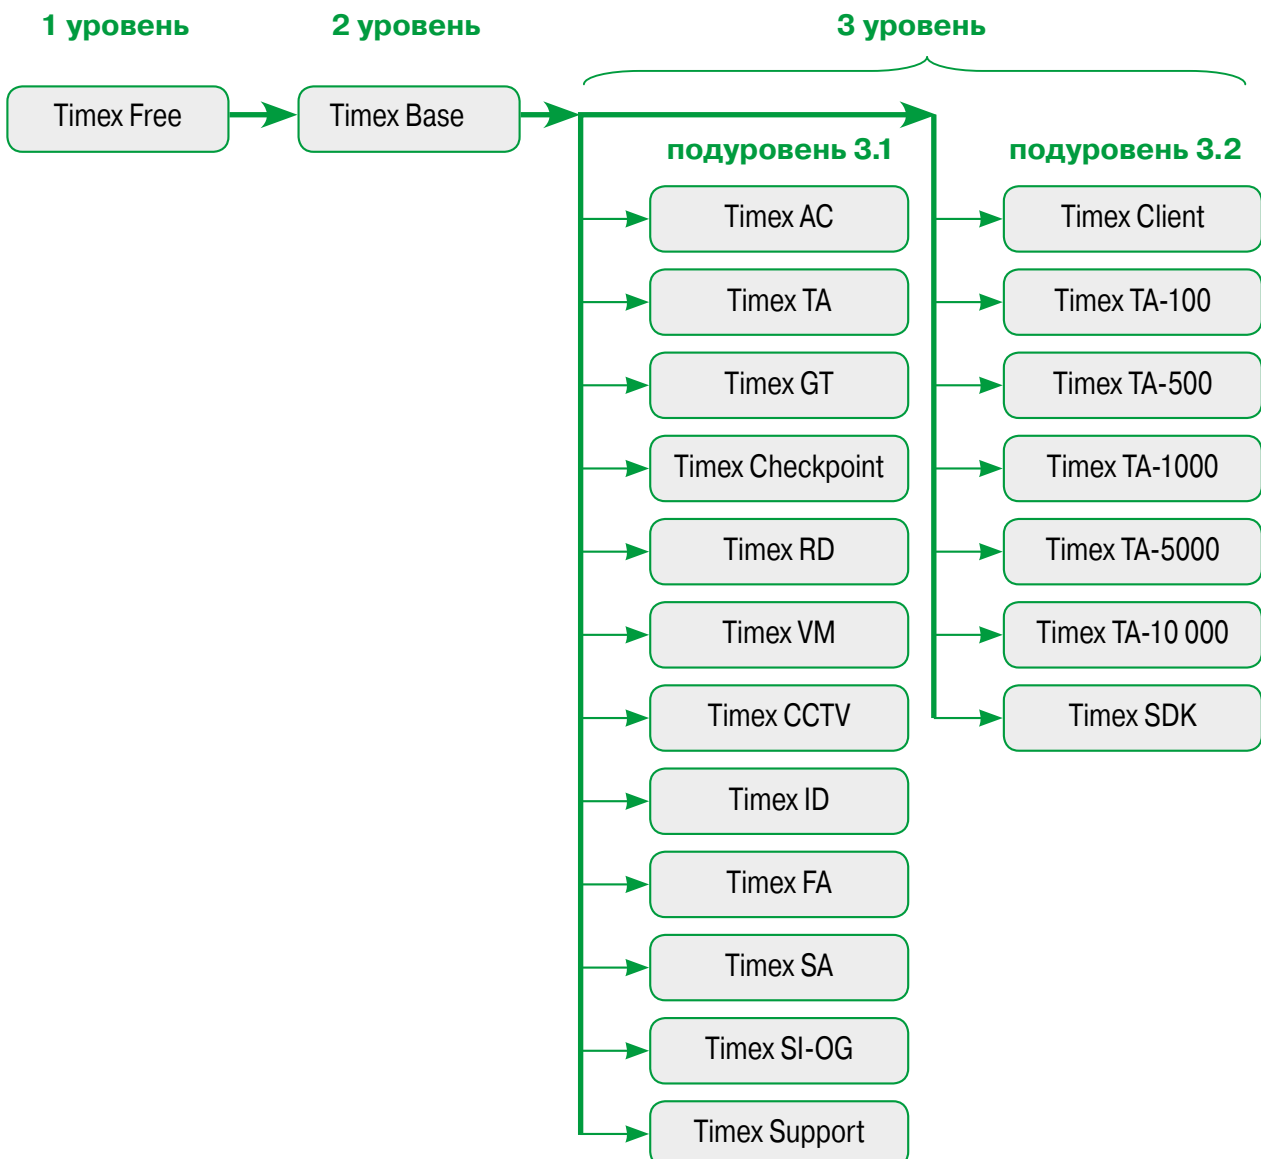 1 уровень
2 уровень
3 уровень
Timex Free
Timex Base
подуровень 3.1
подуровень 3.2
Timex AC
Timex Client
Timex TA
Timex TA-100
Timex GT
Timex TA-500
Timex Checkpoint
Timex TA-1000
Timex RD
Timex TA-5000
Timex VM
Timex TA-10 000
Timex CCTV
Timex SDK
Timex ID
Timex FA
Timex SA
Timex SI-OG
Timex Support